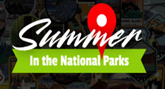 Summer
in the National Parks